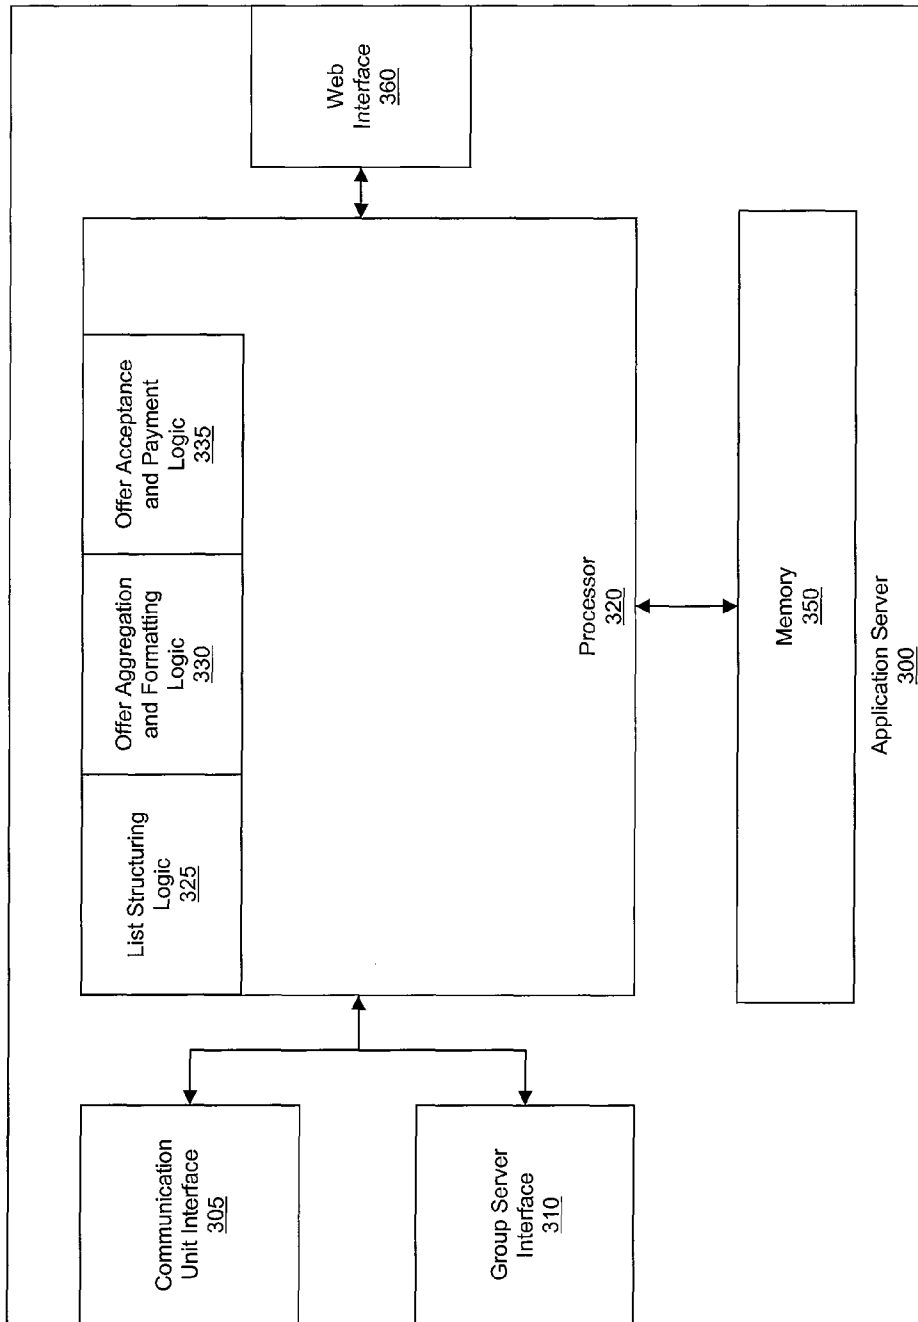 Communication
Unit Interface
305
Group Server
Interface
310
List Structuring
Logic
325
Offer Aggregation
and Formatting
Logic
330
Offer Acceptance
and Payment
Logic
335
Processor
320
Web
Interface
360
Memory
350
Application Server
300